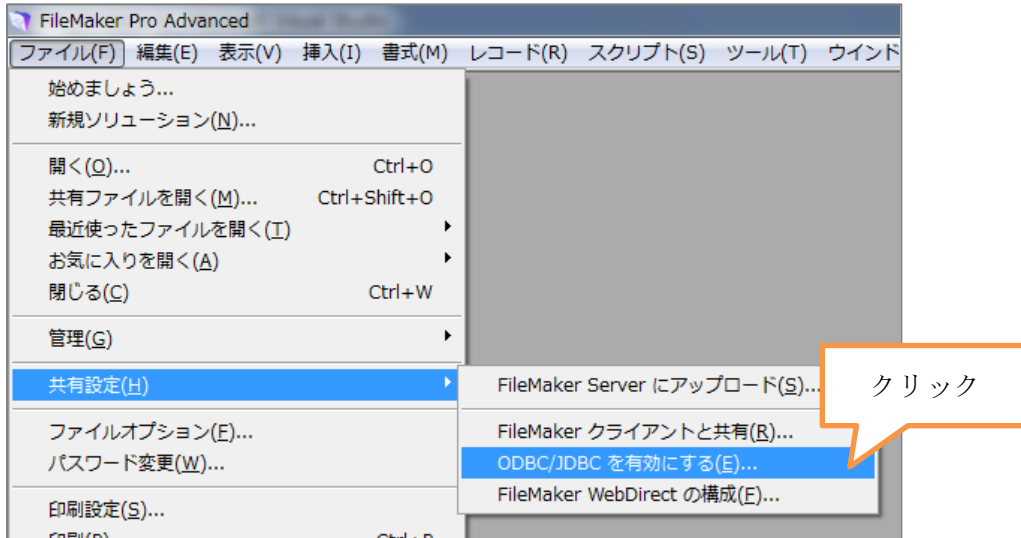 FileMaker Pro Advanced
ファイル(F) 編集(E) 表示(V) 挿入(I) 書式(M) レコード(R) スクリプト(S) ツール(T) ウインド
始めましょう...
新規ソリューション(N)...
開く(O)... Ctrl+O
共有ファイルを開く(M)... Ctrl+Shift+O
最近使ったファイルを開く(T)
お気に入りを開く(A)
閉じる(C) Ctrl+W
管理(G)
共有設定(H)
FileMaker Server にアップロード(S)...
クリック
ファイルオプション(F)...
FileMaker クライアントと共有(R)...
パスワード変更(W)...
ODBC/JDBC を有効にする(E)...
FileMaker WebDirect の構成(F)...
印刷設定(S)...